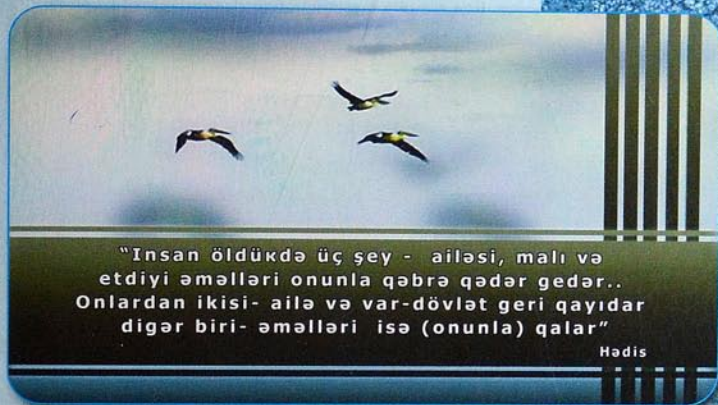 "Insan öldüкdə üç şey - ailəsi, malı və
etdiyi əməlləri onunla qəbrə qədər gedər..
Onlardan ikisi- ailə və var-dövlət geri qayıdar
digər biri- əməlləri isə (onunla) qalar"
Hədis